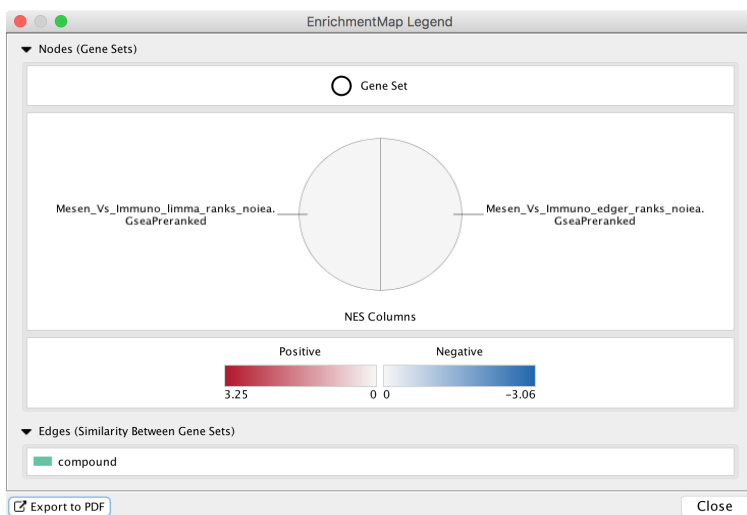 EnrichmentMap Legend
Nodes (Gene Sets)
Gene Set
Mesen_Vs_Immuno_limma_ranks_noiea.
GseaPreranked
Mesen_Vs_Immuno_edger_ranks_noiea.
GseaPreranked
NES Columns
Positive
Negative
3.25
0
0
-3.06
Edges (Similarity Between Gene Sets)
compound
Export to PDF
Close